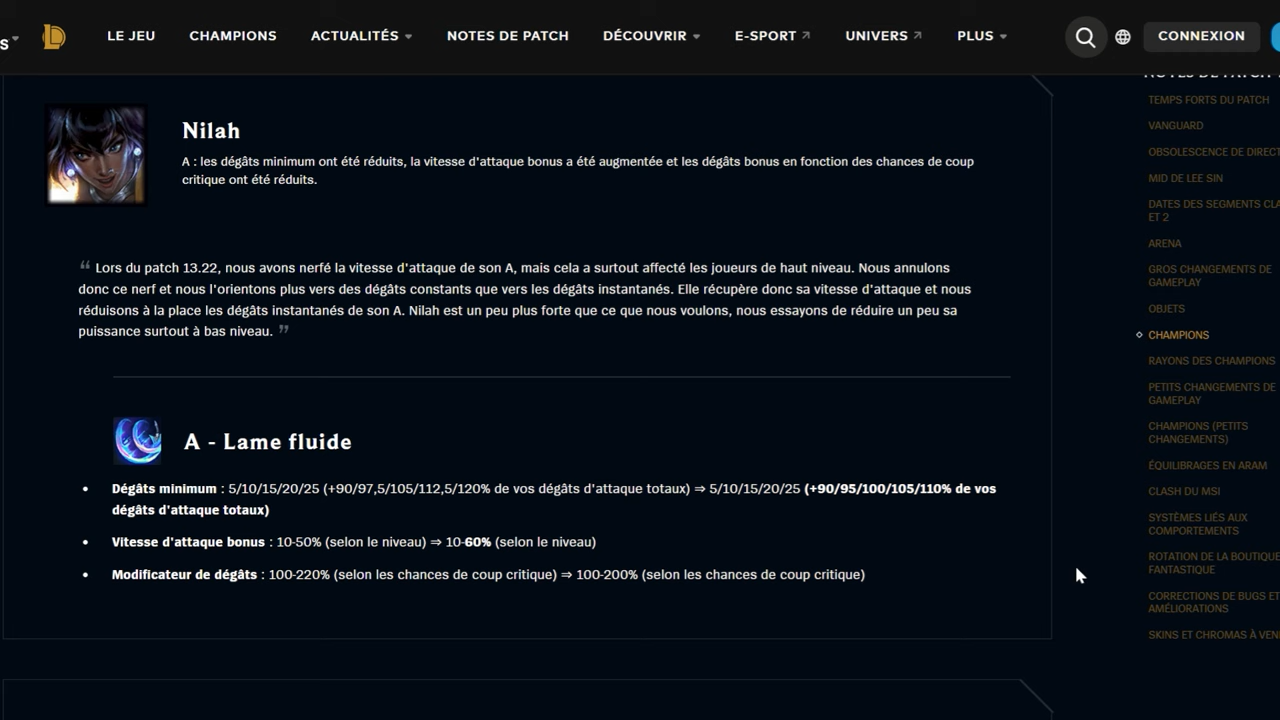 S
LE JEU CHAMPIONS ACTUALITÉS NOTES DE PATCH DÉCOUVRIR E-SPORT UNIVERS PLUS CONNEXION
Nilah
A : les dégâts minimum ont été réduits, la vitesse d'attaque bonus a été augmentée et les dégâts bonus en fonction des chances de coup
critique ont été réduits.
“ Lors du patch 13.22, nous avons nerfé la vitesse d'attaque de son A, mais cela a surtout affecté les joueurs de haut niveau. Nous annulons
donc ce nerf et nous l'orientons plus vers des dégâts constants que vers les dégâts instantanés. Elle récupère donc sa vitesse d'attaque et nous
réduisons à la place les dégâts instantanés de son A. Nilah est un peu plus forte que ce que nous voulons, nous essayons de réduire un peu sa
puissance surtout à bas niveau. ”
A - Lame fluide
• Dégâts minimum : 5/10/15/20/25 (+90/97,5/105/112,5/120% de vos dégâts d'attaque totaux) ⇒ 5/10/15/20/25 (+90/95/100/105/110% de vos
dégâts d'attaque totaux)
• Vitesse d'attaque bonus : 10-50% (selon le niveau) ⇒ 10-60% (selon le niveau)
• Modificateur de dégâts : 100-220% (selon les chances de coup critique) ⇒ 100-200% (selon les chances de coup critique)
NOTES DE PATCH
TEMPS FORTS DU PATCH
VANGUARD
OBSOLESCENCE DE DIRECT
MID DE LEE SIN
DATES DES SEGMENTS CLA
ET 2
ARENA
GROS CHANGEMENTS DE
GAMEPLAY
OBJETS
CHAMPIONS
RAYONS DES CHAMPIONS
PETITS CHANGEMENTS DE
GAMEPLAY
CHAMPIONS (PETITS
CHANGEMENTS)
ÉQUILIBRAGES EN ARAM
CLASH DU MSI
SYSTÈMES LIÉS AUX
COMPORTEMENTS
ROTATION DE LA BOUTIQUE
FANTASTIQUE
CORRECTIONS DE BUGS ET
AMÉLIORATIONS
SKINS ET CHROMAS À VEN